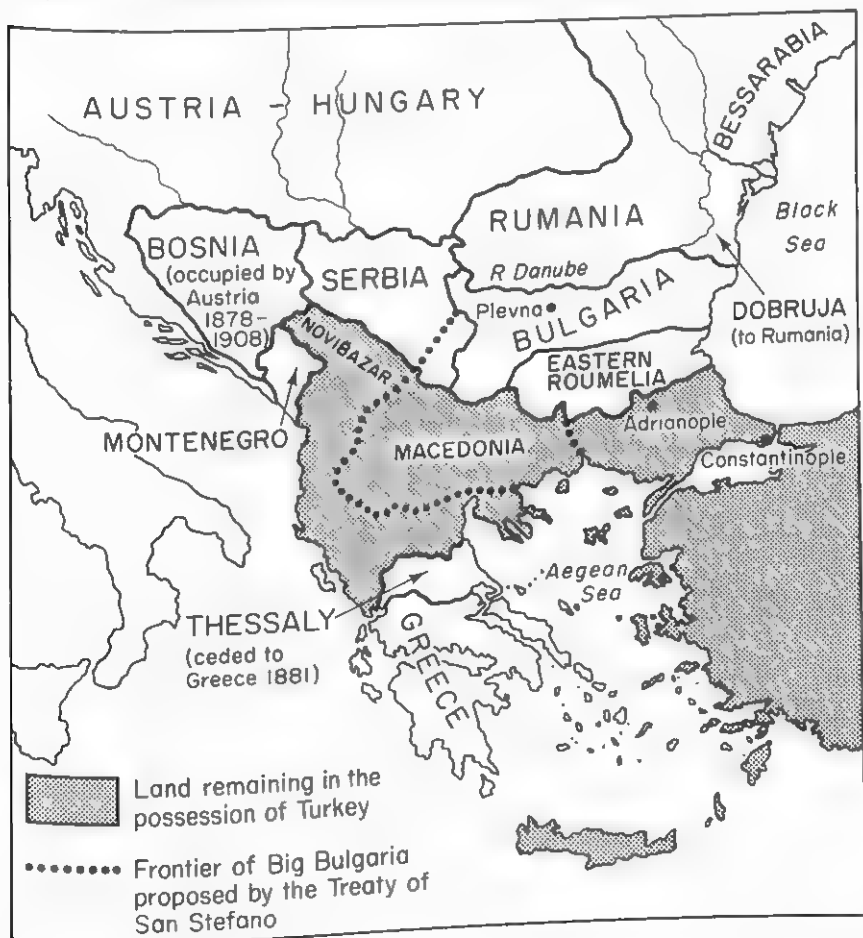 AUSTRIA - HUNGARY
BESSARABIA
BOSNIA
(occupied by
Austria
1878-
1908)
SERBIA
RUMANIA
Black
Sea
R Danube
Plevna
BULGARIA
DOBRUJA
(to Rumania)
NOVIBAZAR
EASTERN
ROUMELIA
MONTENEGRO
MACEDONIA
Adrianople
Constantinople
Aegean
Sea
THESSALY
(ceded to
Greece 1881)
GREECE
Land remaining in the
possession of Turkey
Frontier of Big Bulgaria
proposed by the Treaty of
San Stefano